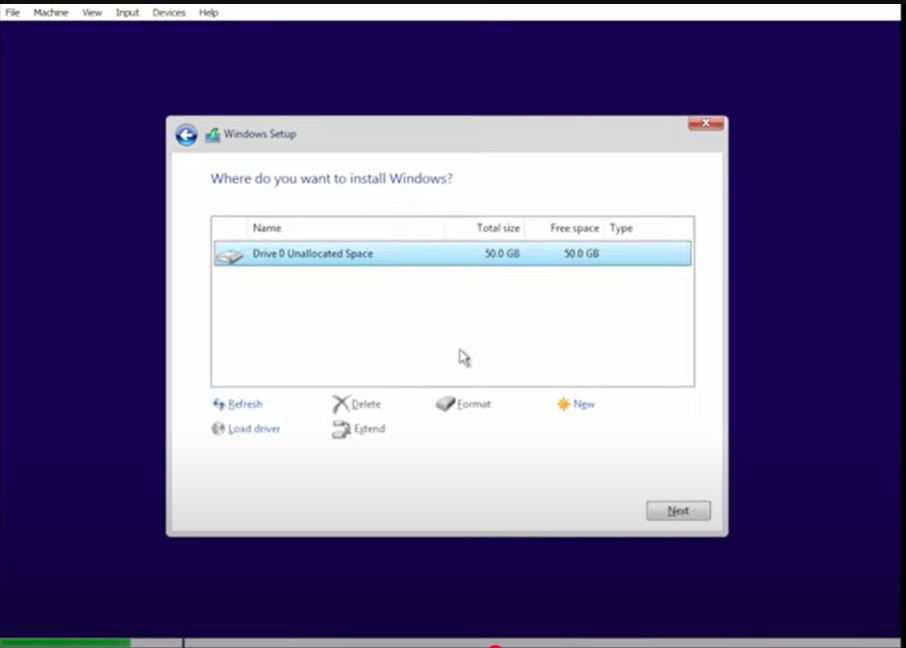 File Machine View Input Devices Help
Windows Setup
Where do you want to install Windows?
Name Total size Free space Type
Drive 0 Unallocated Space 50.0 GB 50.0 GB
Refresh Delete Format New
Load driver Extend
Next